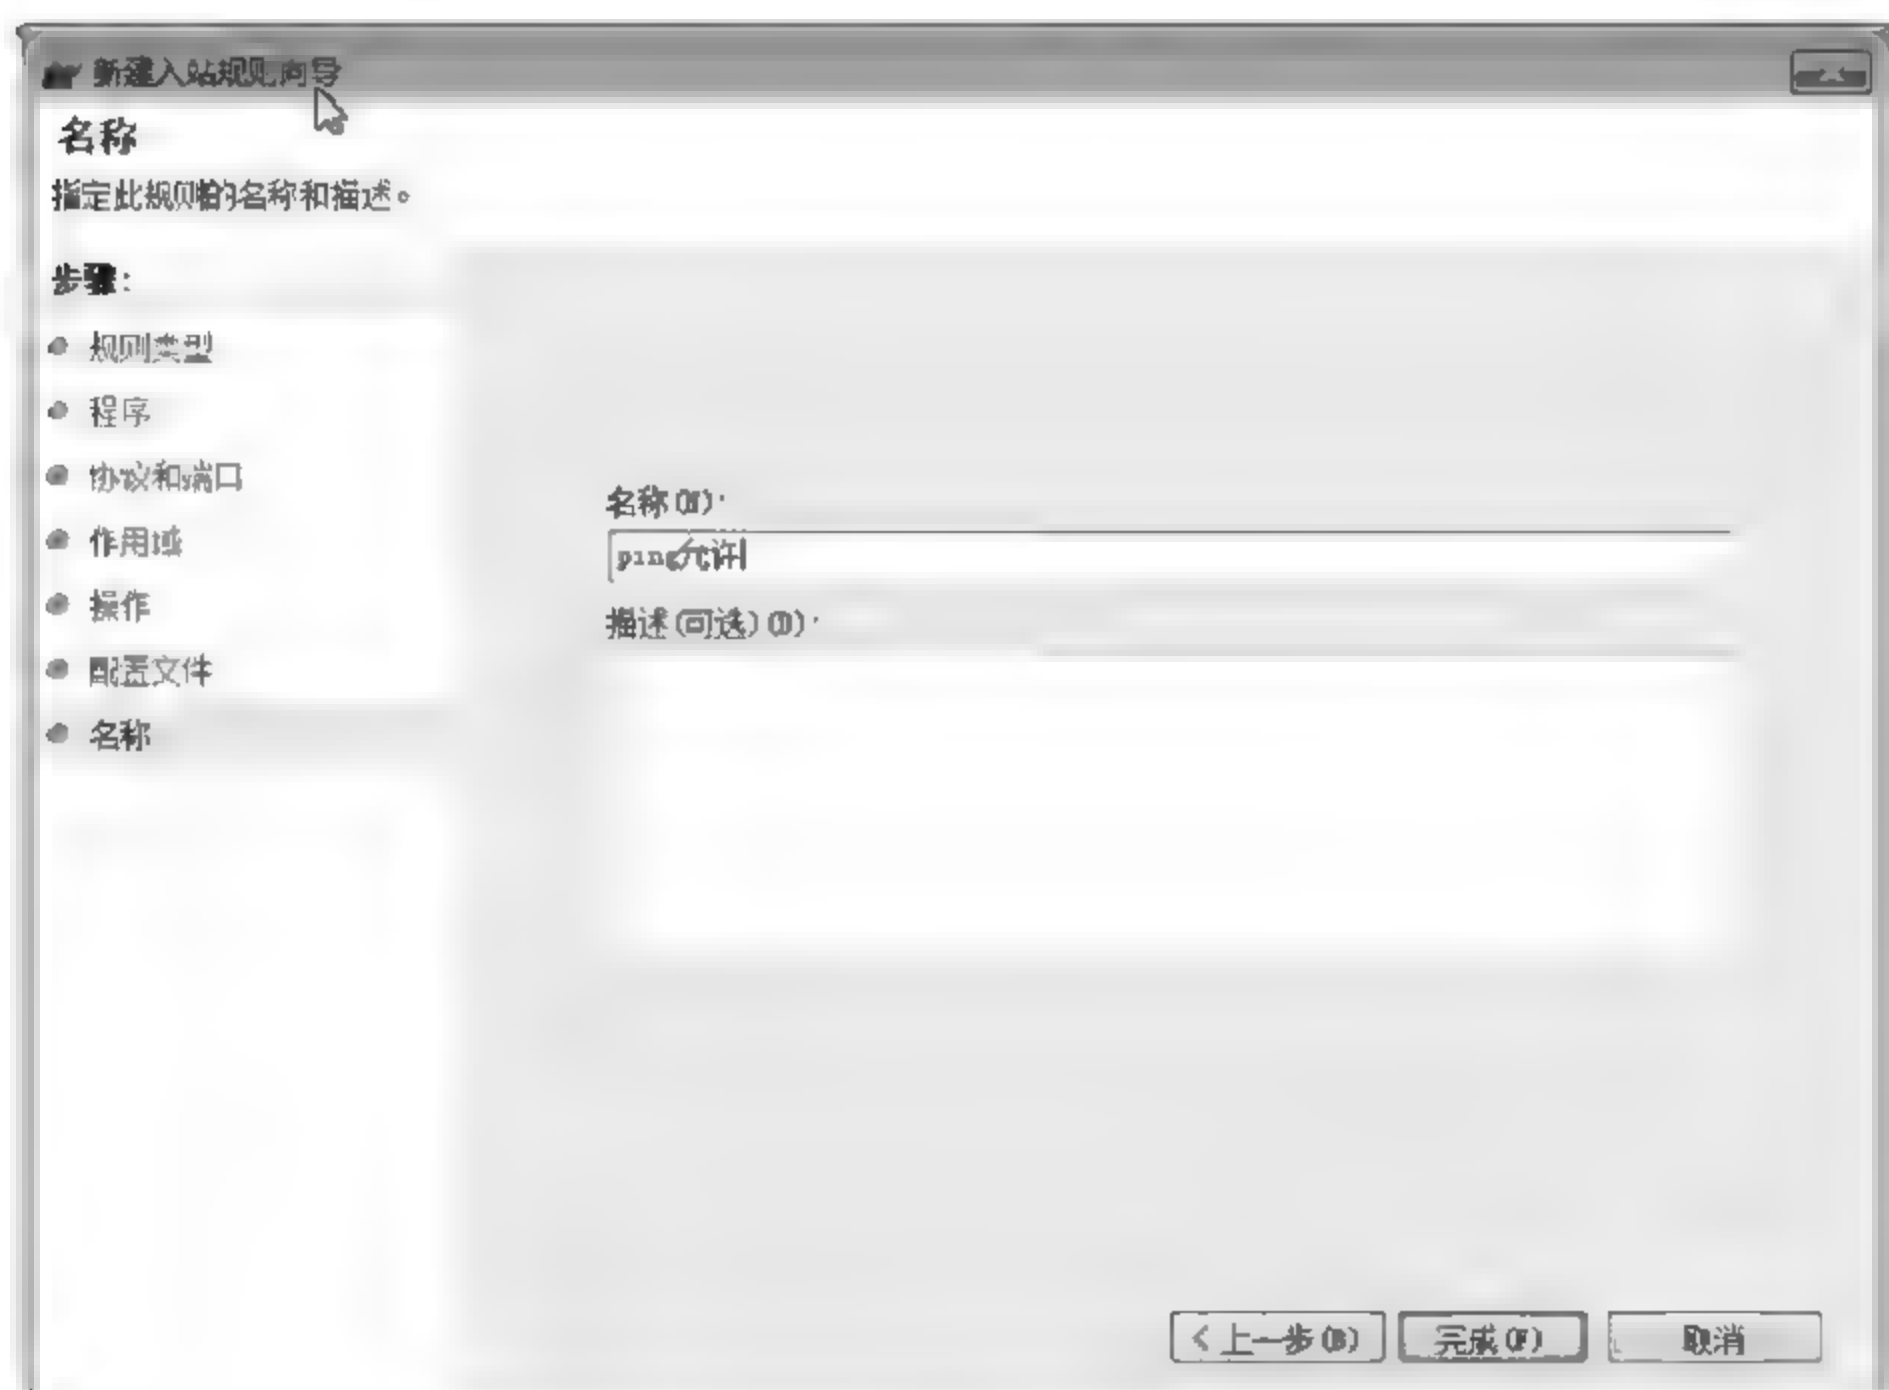 新建入站规则向导
名称
指定此规则的名称和描述。
步骤:
规则类型
程序
协议和端口
作用域
操作
配置文件
名称
名称(N):
ping允许
描述(可选)(D):
< 上一步(B)
完成(F)
取消